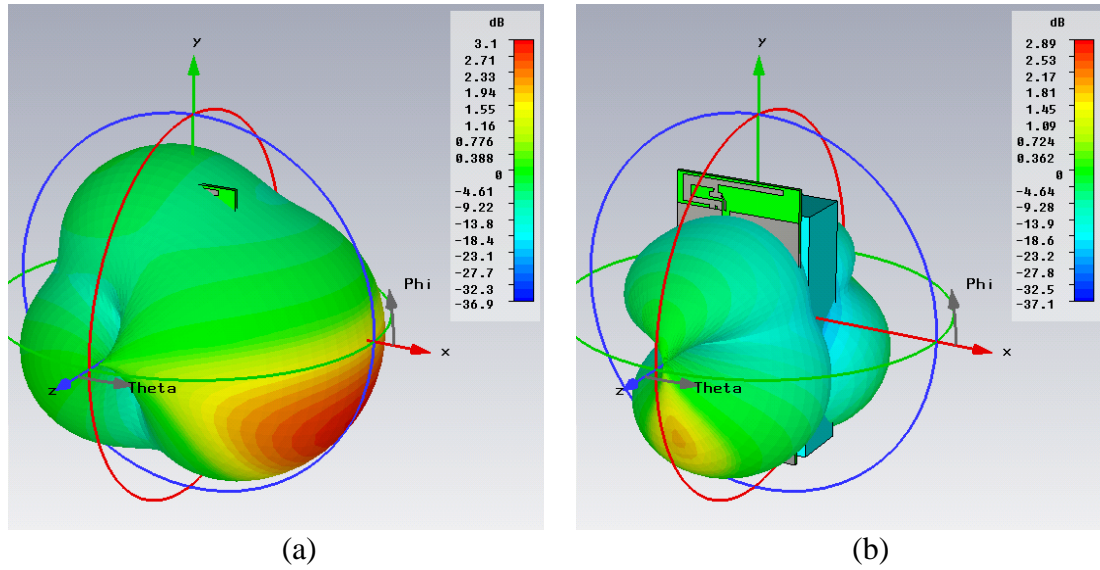 dB
3.1
2.71
2.33
1.94
1.55
1.16
0.776
0.388
0
-4.61
-9.22
-13.8
-18.4
-23.1
-27.7
-32.3
-36.9
y
Phi
x
z
Theta
(a)
dB
2.89
2.53
2.17
1.81
1.45
1.09
0.724
0.362
0
-4.64
-9.28
-13.9
-18.6
-23.2
-27.8
-32.5
-37.1
y
Phi
x
z
Theta
(b)